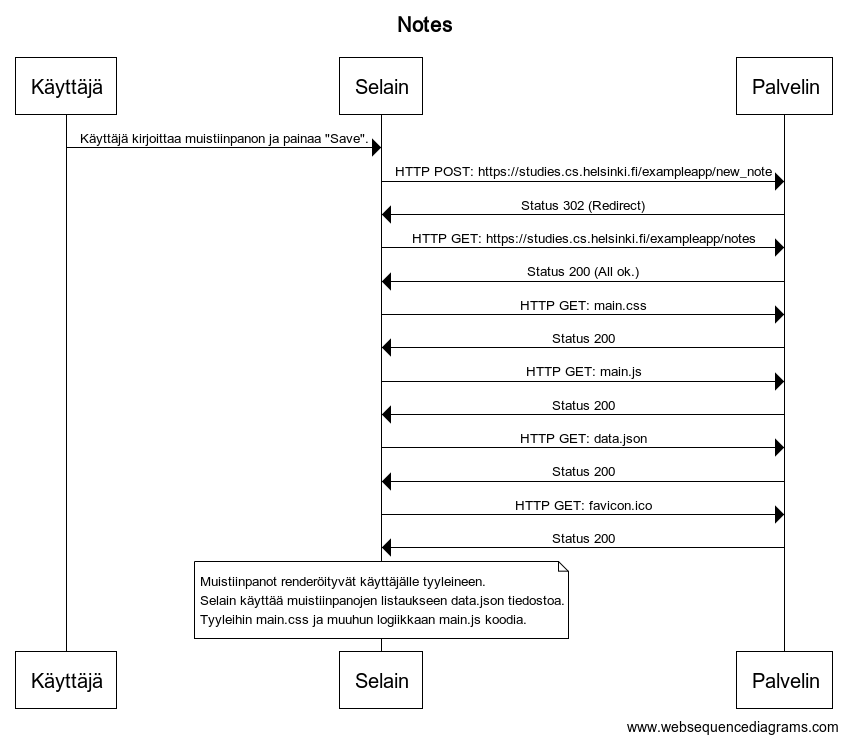 Notes
Käyttäjä
Selain
Palvelin
Käyttäjä kirjoittaa muistiinpanon ja painaa "Save".
HTTP POST: https://studies.cs.helsinki.fi/exampleapp/new_note
Status 302 (Redirect)
HTTP GET: https://studies.cs.helsinki.fi/exampleapp/notes
Status 200 (All ok.)
HTTP GET: main.css
Status 200
HTTP GET: main.js
Status 200
HTTP GET: data.json
Status 200
HTTP GET: favicon.ico
Status 200
Muistiinpanot renderöityvät käyttäjälle tyyleineen.
Selain käyttää muistiinpanojen listaukseen data.json tiedostoa.
Tyyleihin main.css ja muuhun logiikkaan main.js koodia.
Käyttäjä
Selain
Palvelin
www.websequencediagrams.com